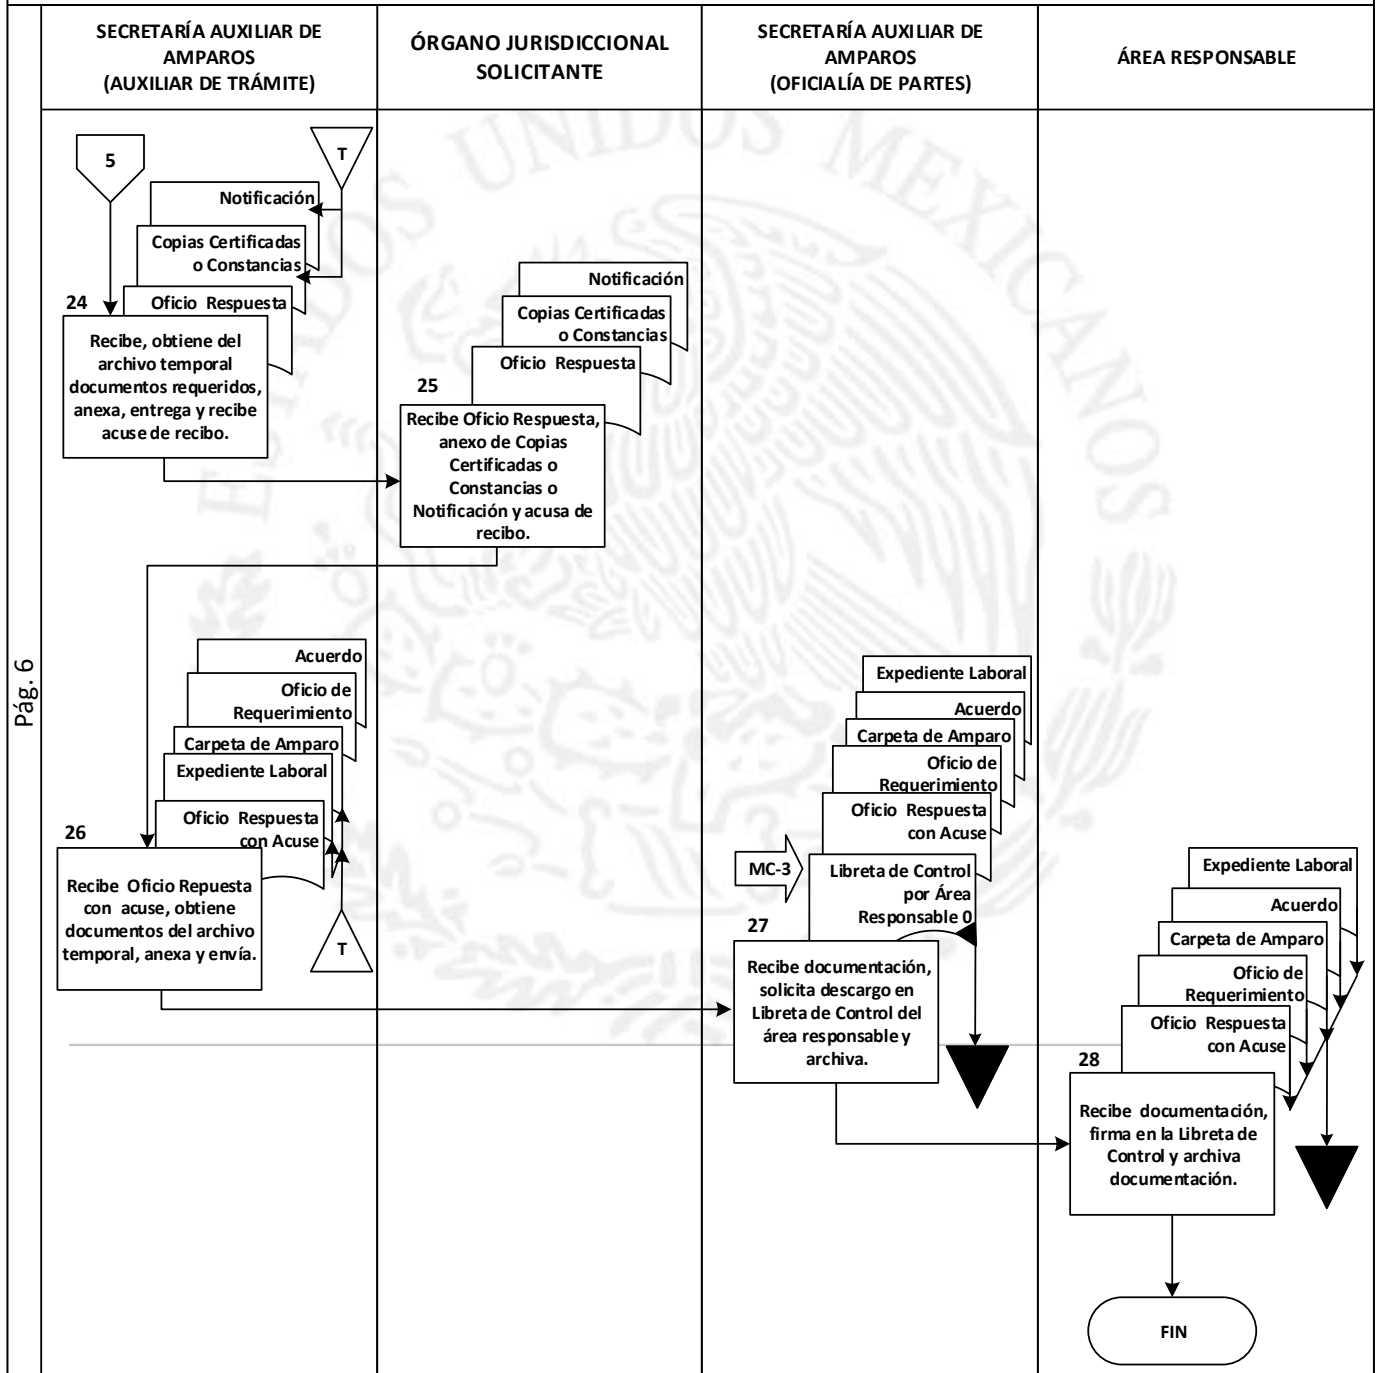 SECRETARÍA AUXILIAR DE
AMPAROS
(AUXILIAR DE TRÁMITE)
ÓRGANO JURISDICCIONAL
SOLICITANTE
SECRETARÍA AUXILIAR DE
AMPAROS
(OFICIALÍA DE PARTES)
ÁREA RESPONSABLE
Pág. 6
5
T
Notificación
Copias Certificadas
o Constancias
Oficio Respuesta
24
Recibe, obtiene del
archivo temporal
documentos requeridos,
anexa, entrega y recibe
acuse de recibo.
Notificación
Copias Certificadas
o Constancias
Oficio Respuesta
25
Recibe Oficio Respuesta,
anexo de Copias
Certificadas o
Constancias o
Notificación y acusa de
recibo.
Acuerdo
Oficio de
Requerimiento
Carpeta de Amparo
Expediente Laboral
Oficio Respuesta
con Acuse
26
Recibe Oficio Repuesta
con acuse, obtiene
documentos del archivo
temporal, anexa y envía.
T
Expediente Laboral
Acuerdo
Carpeta de Amparo
Oficio de
Requerimiento
Oficio Respuesta
con Acuse
MC-3
Libreta de Control
por Área
Responsable 0
27
Recibe documentación,
solicita descargo en
Libreta de Control del
área responsable y
archiva.
Expediente Laboral
Acuerdo
Carpeta de Amparo
Oficio de
Requerimiento
Oficio Respuesta
con Acuse
28
Recibe documentación,
firma en la Libreta de
Control y archiva
documentación.
FIN
ESTADOS UNIDOS MEXICANOS